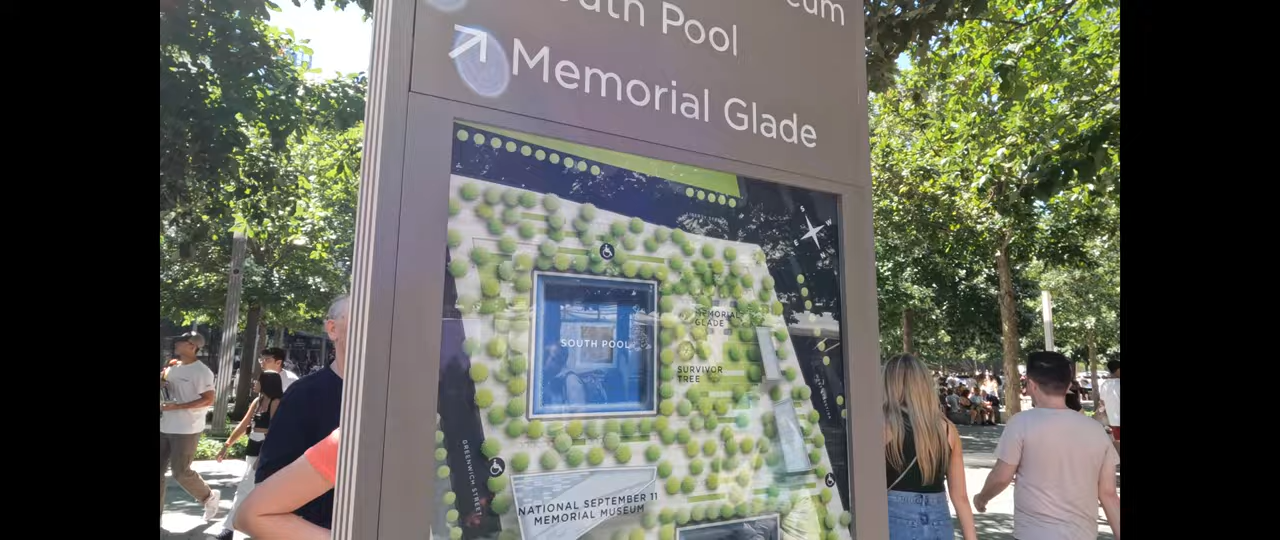 South Pool
Memorial Glade
S
W
E
MEMORIAL
GLADE
SOUTH POOL
SURVIVOR
TREE
GREENWICH STREET
NATIONAL SEPTEMBER 11
MEMORIAL MUSEUM